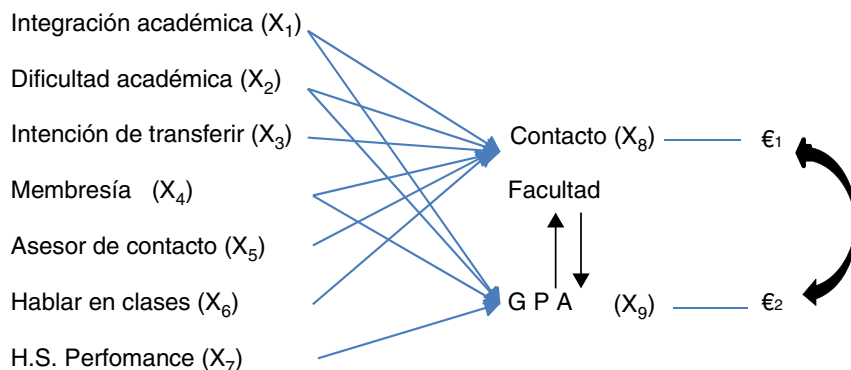 Integración académica (X₁)
Dificultad académica (X₂)
Intención de transferir (X₃)
Membresía (X₄)
Asesor de contacto (X₅)
Hablar en clases (X₆)
H.S. Perfomance (X₇)
Contacto (X₈)
€₁
Facultad
G P A (X₉)
€₂